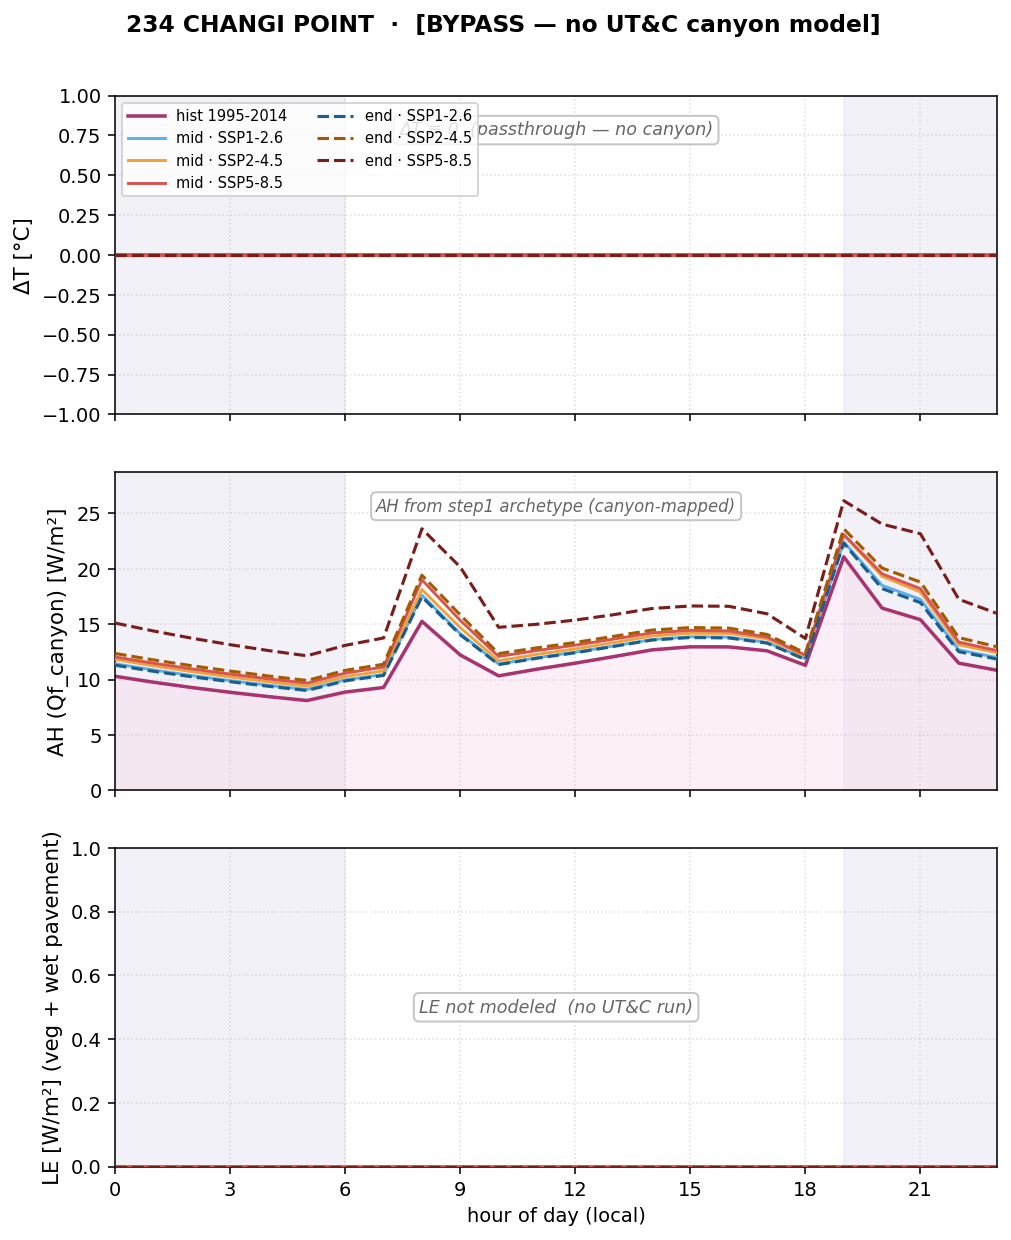 234 CHANGI POINT · [BYPASS — no UT&C canyon model]
1.00
0.75
0.50
0.25
0.00
−0.25
−0.50
−0.75
−1.00
ΔT [°C]
hist 1995-2014
mid · SSP1-2.6
mid · SSP2-4.5
mid · SSP5-8.5
end · SSP1-2.6
end · SSP2-4.5
end · SSP5-8.5
(passthrough — no canyon)
25
20
15
10
5
0
AH (Qf_canyon) [W/m²]
AH from step1 archetype (canyon-mapped)
1.0
0.8
0.6
0.4
0.2
0.0
LE [W/m²] (veg + wet pavement)
LE not modeled (no UT&C run)
0 3 6 9 12 15 18 21
hour of day (local)